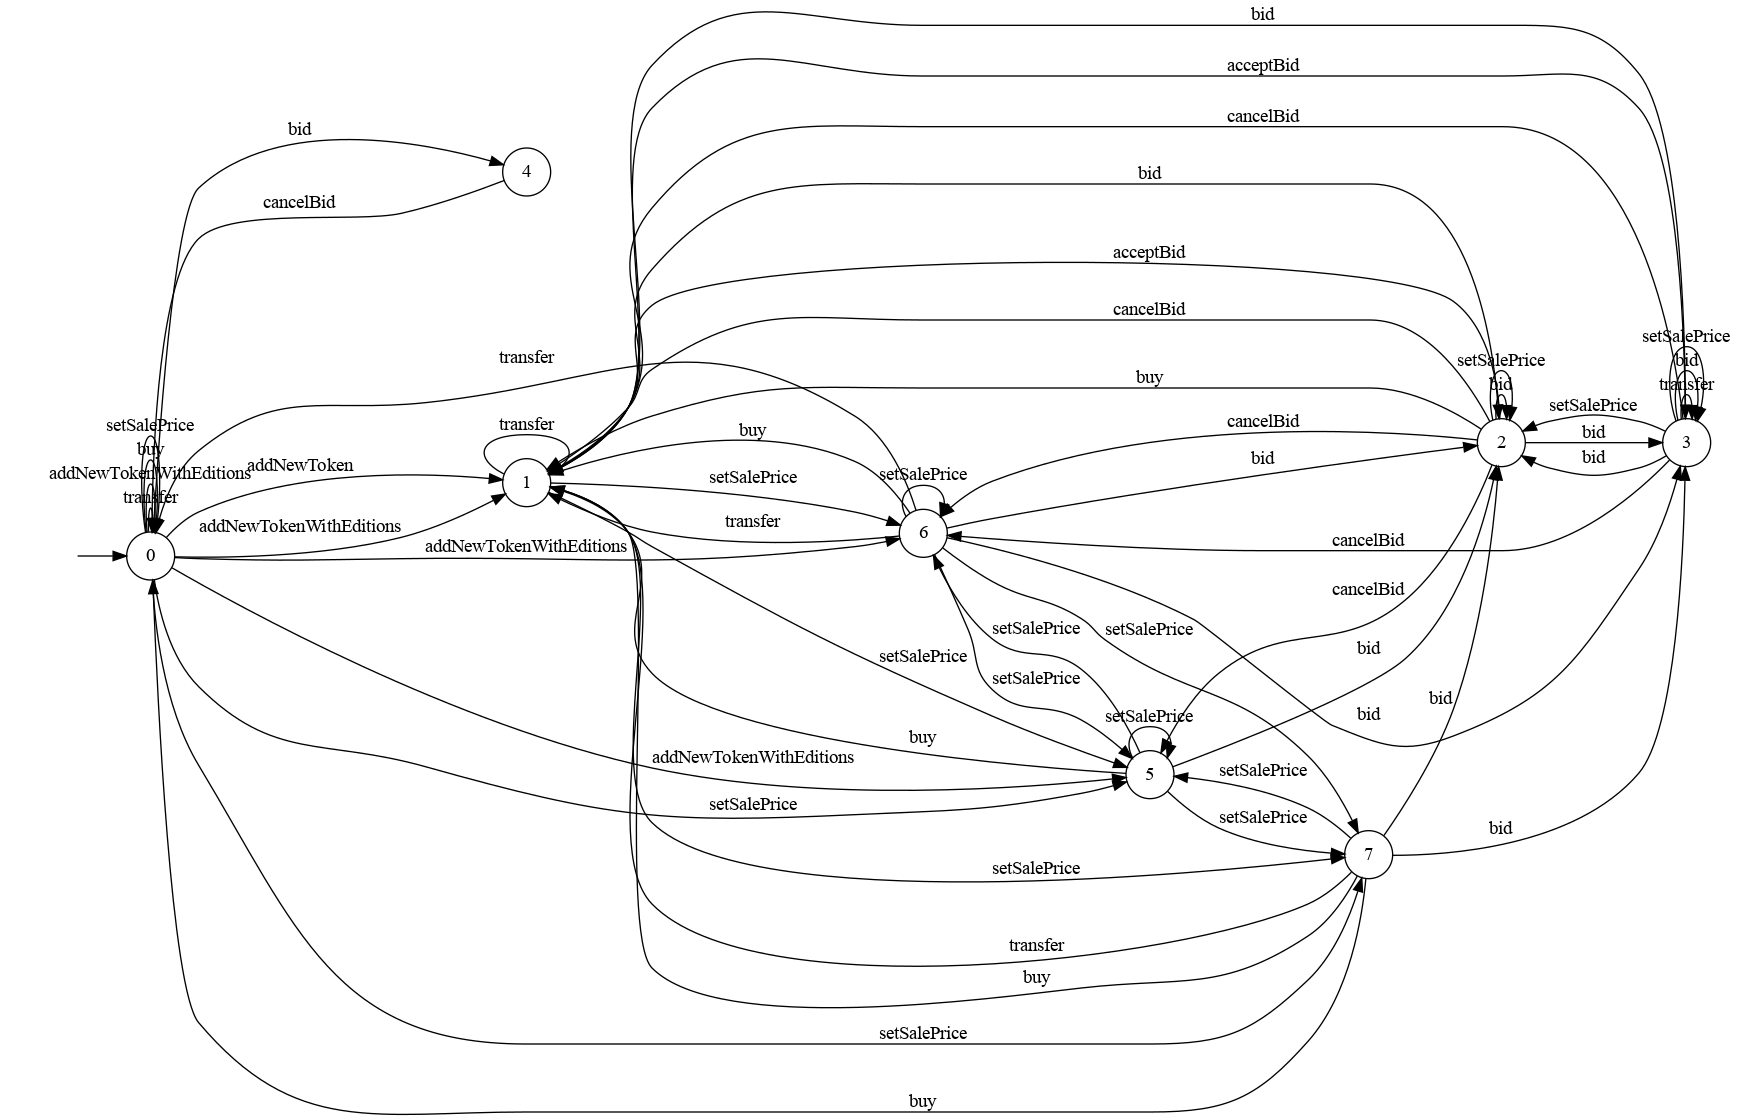 bid
acceptBid
cancelBid
bid
4
bid
cancelBid
acceptBid
cancelBid
transfer
buy
setSalePrice
bid
setSalePrice
bid
transfer
setSalePrice
bid
bid
2
3
cancelBid
bid
setSalePrice
buy
addNewTokenWithEditions
transfer
addNewToken
transfer
1
buy
setSalePrice
setSalePrice
6
transfer
addNewTokenWithEditions
addNewTokenWithEditions
0
cancelBid
cancelBid
setSalePrice
setSalePrice
setSalePrice
setSalePrice
bid
bid
bid
setSalePrice
5
buy
addNewTokenWithEditions
setSalePrice
setSalePrice
setSalePrice
bid
7
setSalePrice
transfer
buy
setSalePrice
buy